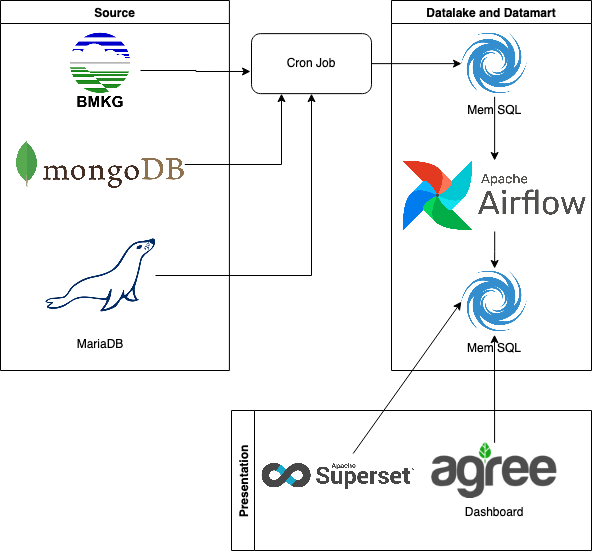 Source
BMKG
mongoDB
MariaDB
Cron Job
Datalake and Datamart
Mem SQL
Apache
Airflow
Mem SQL
Presentation
Apache
Superset
agree
Dashboard